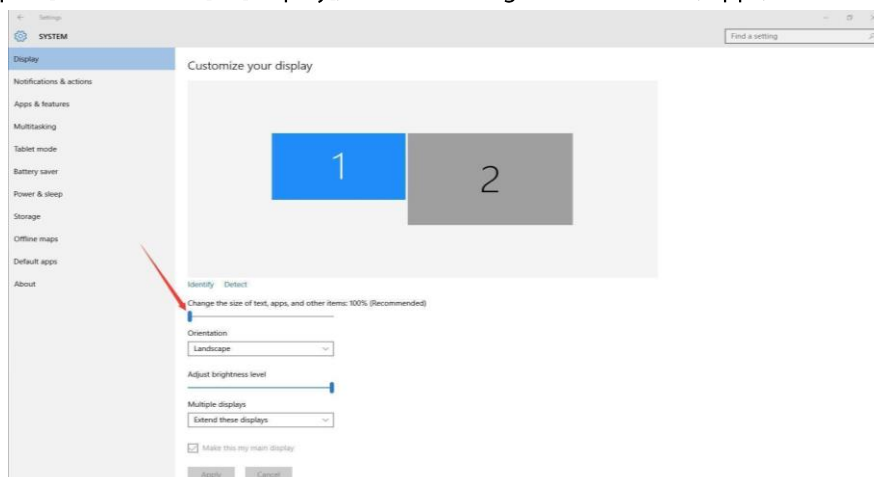 Settings
SYSTEM
Find a setting
Display
Notifications & actions
Apps & features
Multitasking
Tablet mode
Battery saver
Power & sleep
Storage
Offline maps
Default apps
About
Customize your display
1
2
Identify Detect
Change the size of text, apps, and other items: 100% (Recommended)
Orientation
Landscape
Adjust brightness level
Multiple displays
Extend these displays
Make this my main display
Apply Cancel